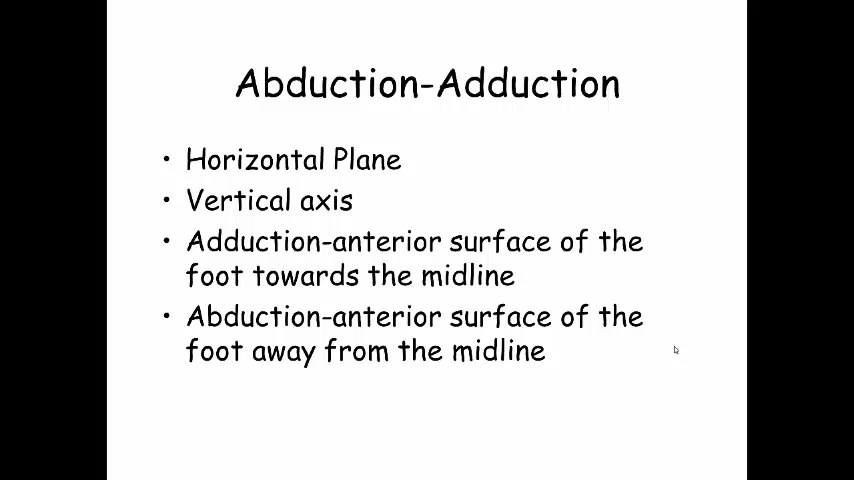 Abduction-Adduction
• Horizontal Plane
• Vertical axis
• Adduction-anterior surface of the
foot towards the midline
• Abduction-anterior surface of the
foot away from the midline